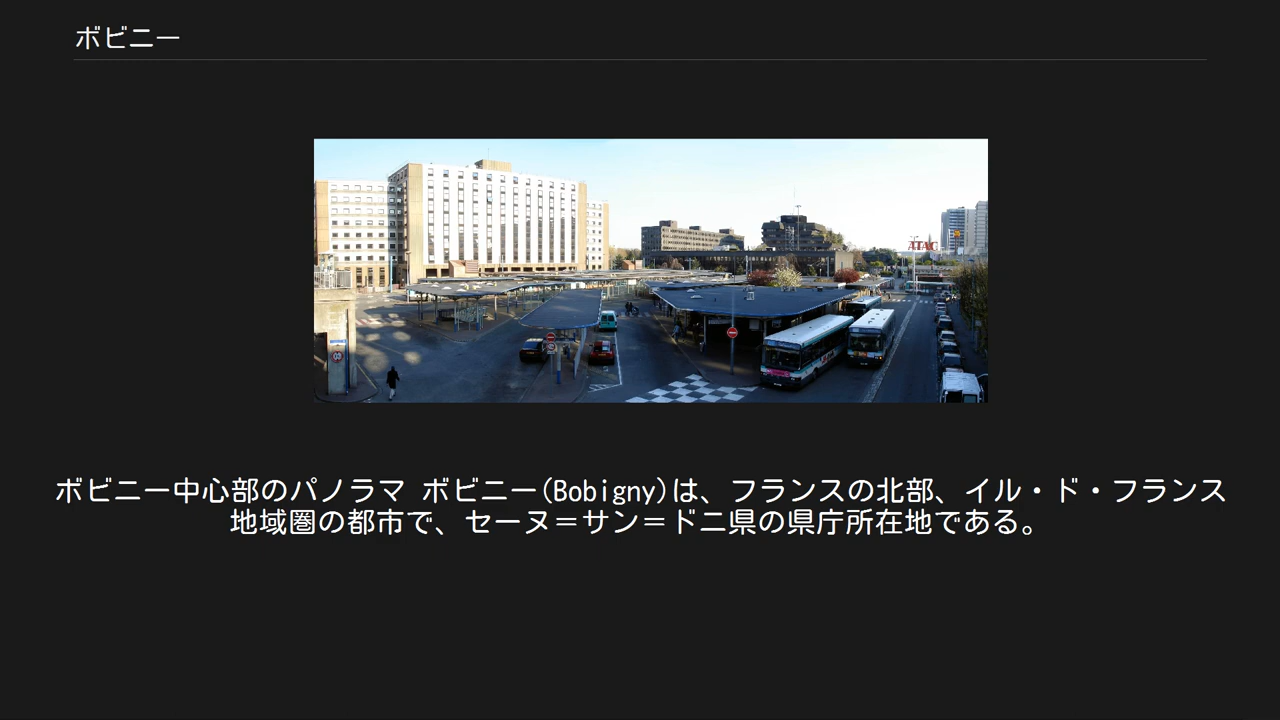 ボビニー
ATAC
ボビニー中心部のパノラマ ボビニー(Bobigny)は、フランスの北部、イル・ド・フランス
地域圏の都市で、セーヌ＝サン＝ドニ県の県庁所在地である。